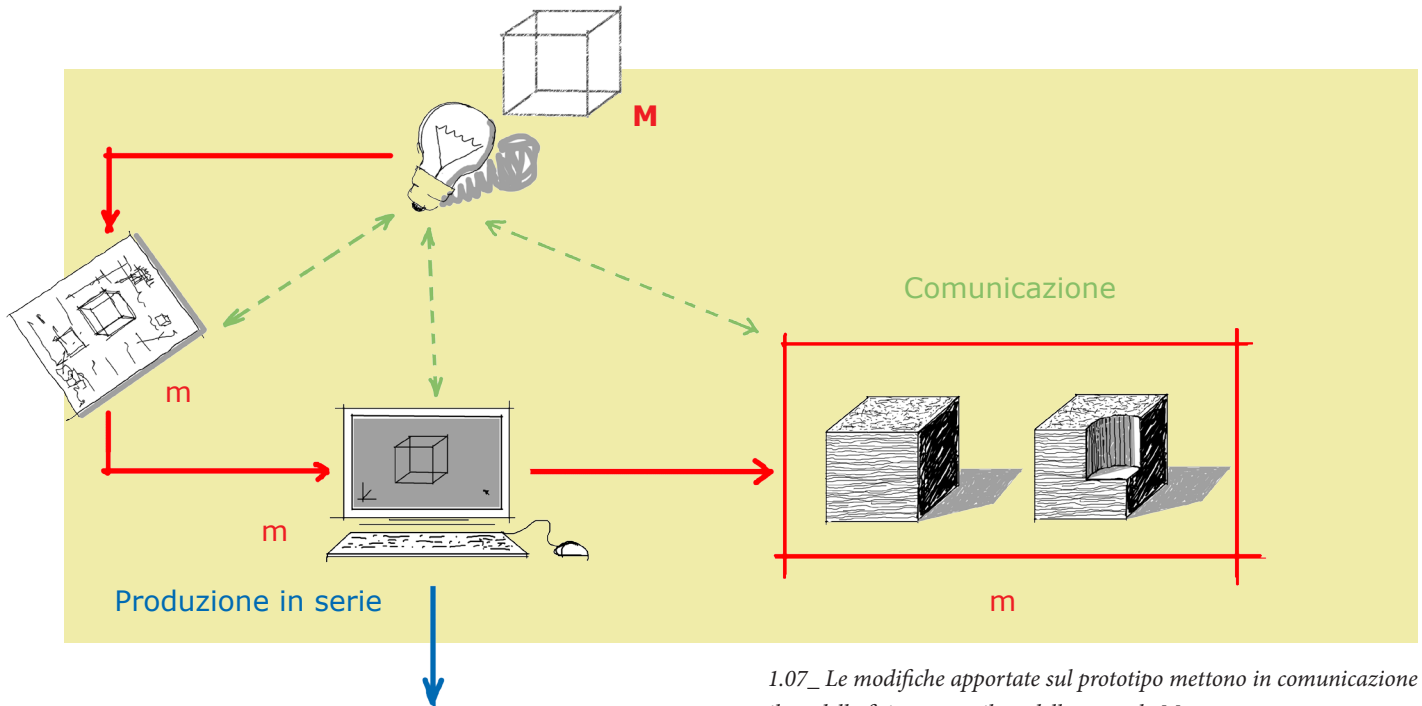 M
Comunicazione
m
m
Produzione in serie
m
1.07_ Le modifiche apportate sul prototipo mettono in comunicazione